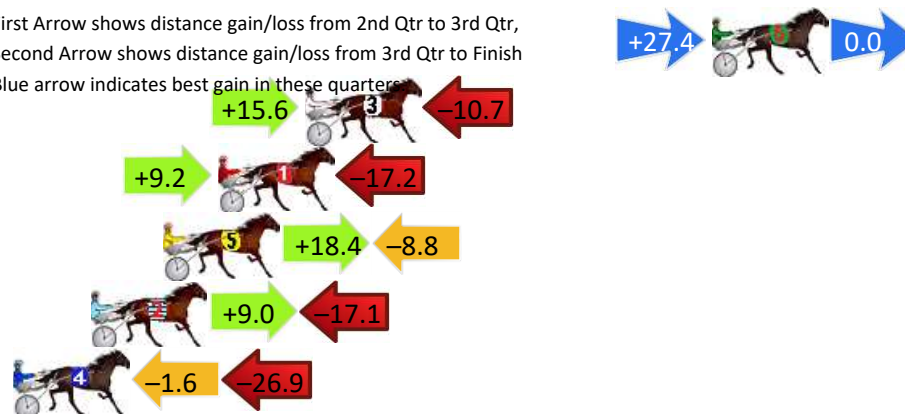 irst Arrow shows distance gain/loss from 2nd Qtr to 3rd Qtr,
econd Arrow shows distance gain/loss from 3rd Qtr to Finish
Blue arrow indicates best gain in these quarters
+27.4 0.0
+15.6 3 –10.7
+9.2 1 –17.2
5 +18.4 –8.8
2 +9.0 –17.1
4 –1.6 –26.9